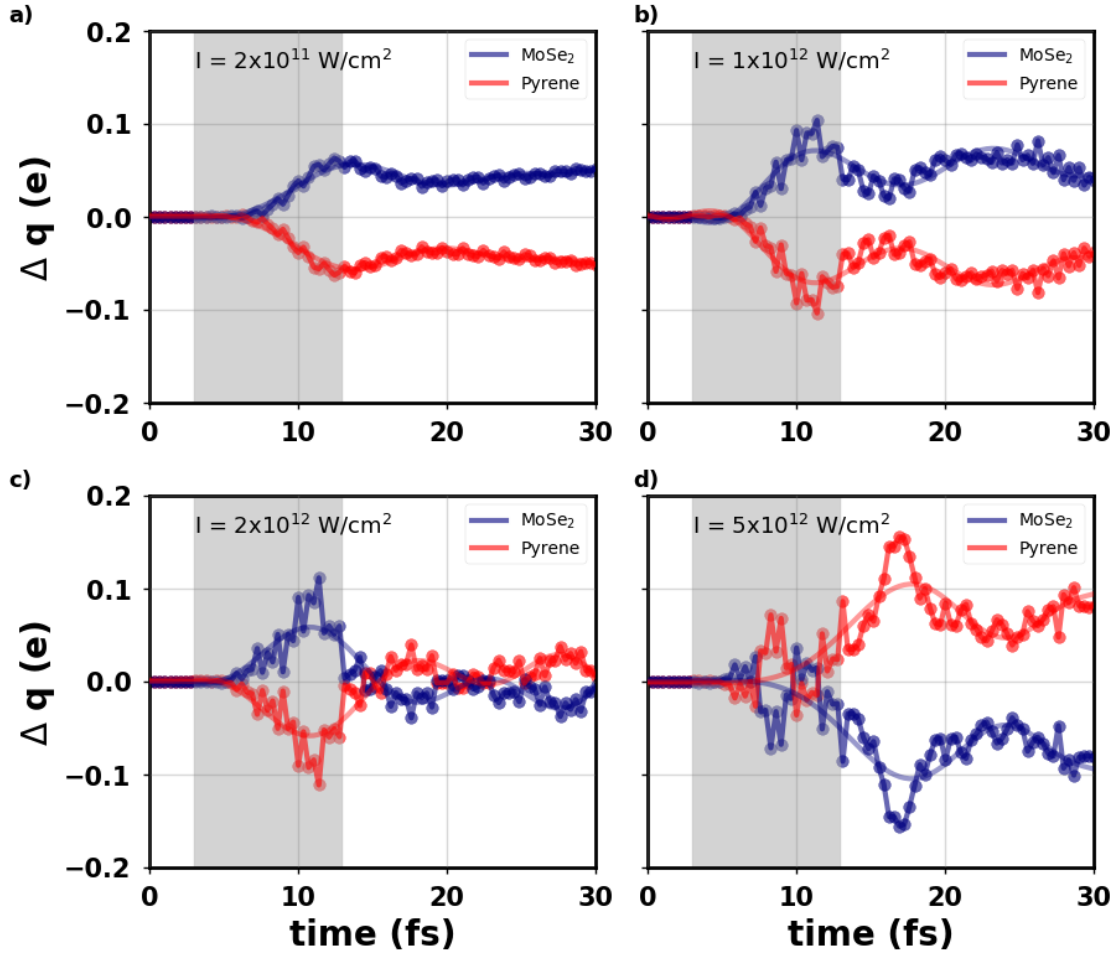 a)
I = 2x10¹¹ W/cm²
MoSe₂
Pyrene
0.2
0.1
0.0
−0.1
−0.2
Δ q (e)
0
10
20
30
b)
I = 1x10¹² W/cm²
MoSe₂
Pyrene
0
10
20
30
c)
I = 2x10¹² W/cm²
MoSe₂
Pyrene
0.2
0.1
0.0
−0.1
−0.2
Δ q (e)
0
10
20
30
time (fs)
d)
I = 5x10¹² W/cm²
MoSe₂
Pyrene
0
10
20
30
time (fs)